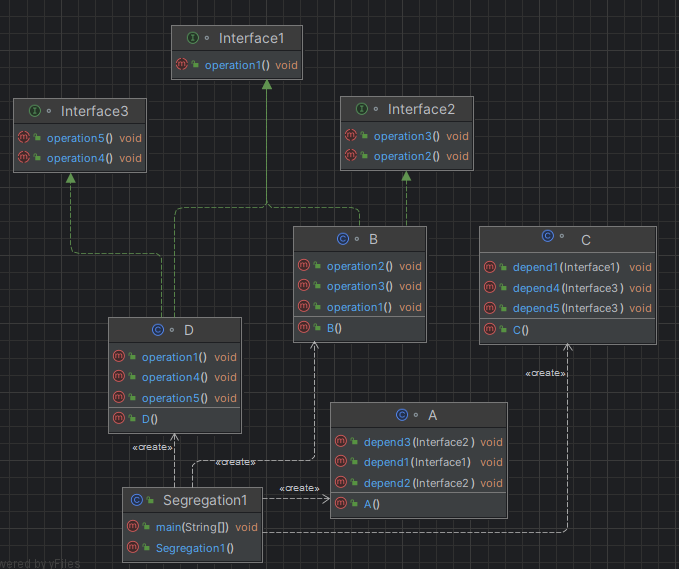 Interface1
operation1() void
Interface3
operation5() void
operation4() void
Interface2
operation3() void
operation2() void
B
operation2() void
operation3() void
operation1() void
B()
C
depend1(Interface1) void
depend4(Interface3) void
depend5(Interface3) void
C()
D
operation1() void
operation4() void
operation5() void
D()
«create»
A
depend3(Interface2) void
depend1(Interface1) void
depend2(Interface2) void
A()
«create»
«create»
«create»
Segregation1
main(String[]) void
Segregation1()
wered by yFiles